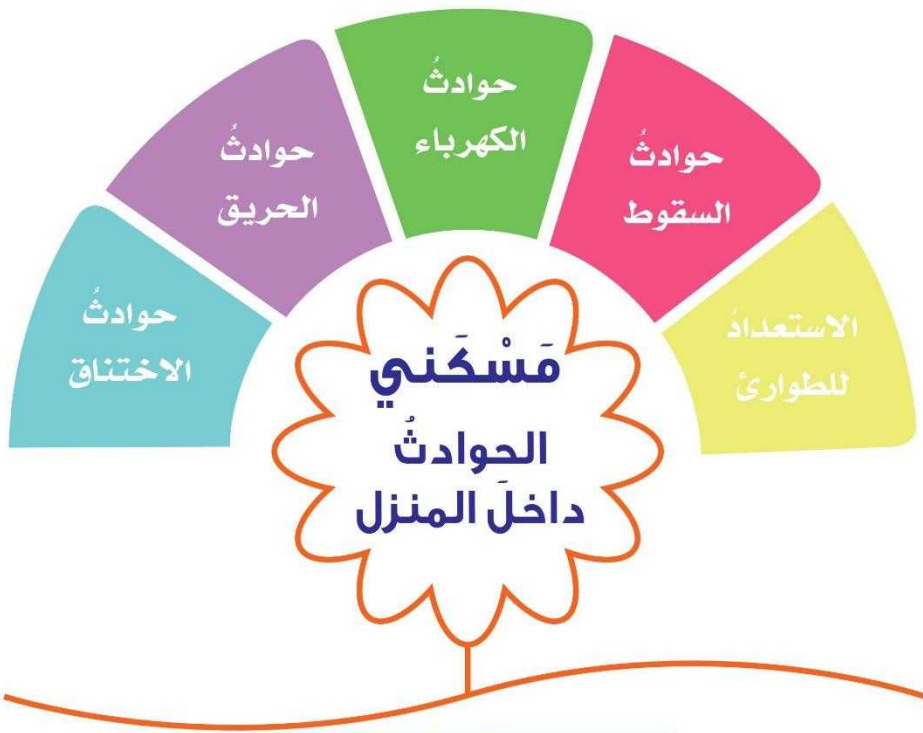 الاستعدادُ
للطوارئ
حوادثُ
السقوط
حوادثُ
الكهرباء
حوادثُ
الحريق
حوادثُ
الاختناق
مَسْكَني
الحوادثُ
داخلَ المنزل